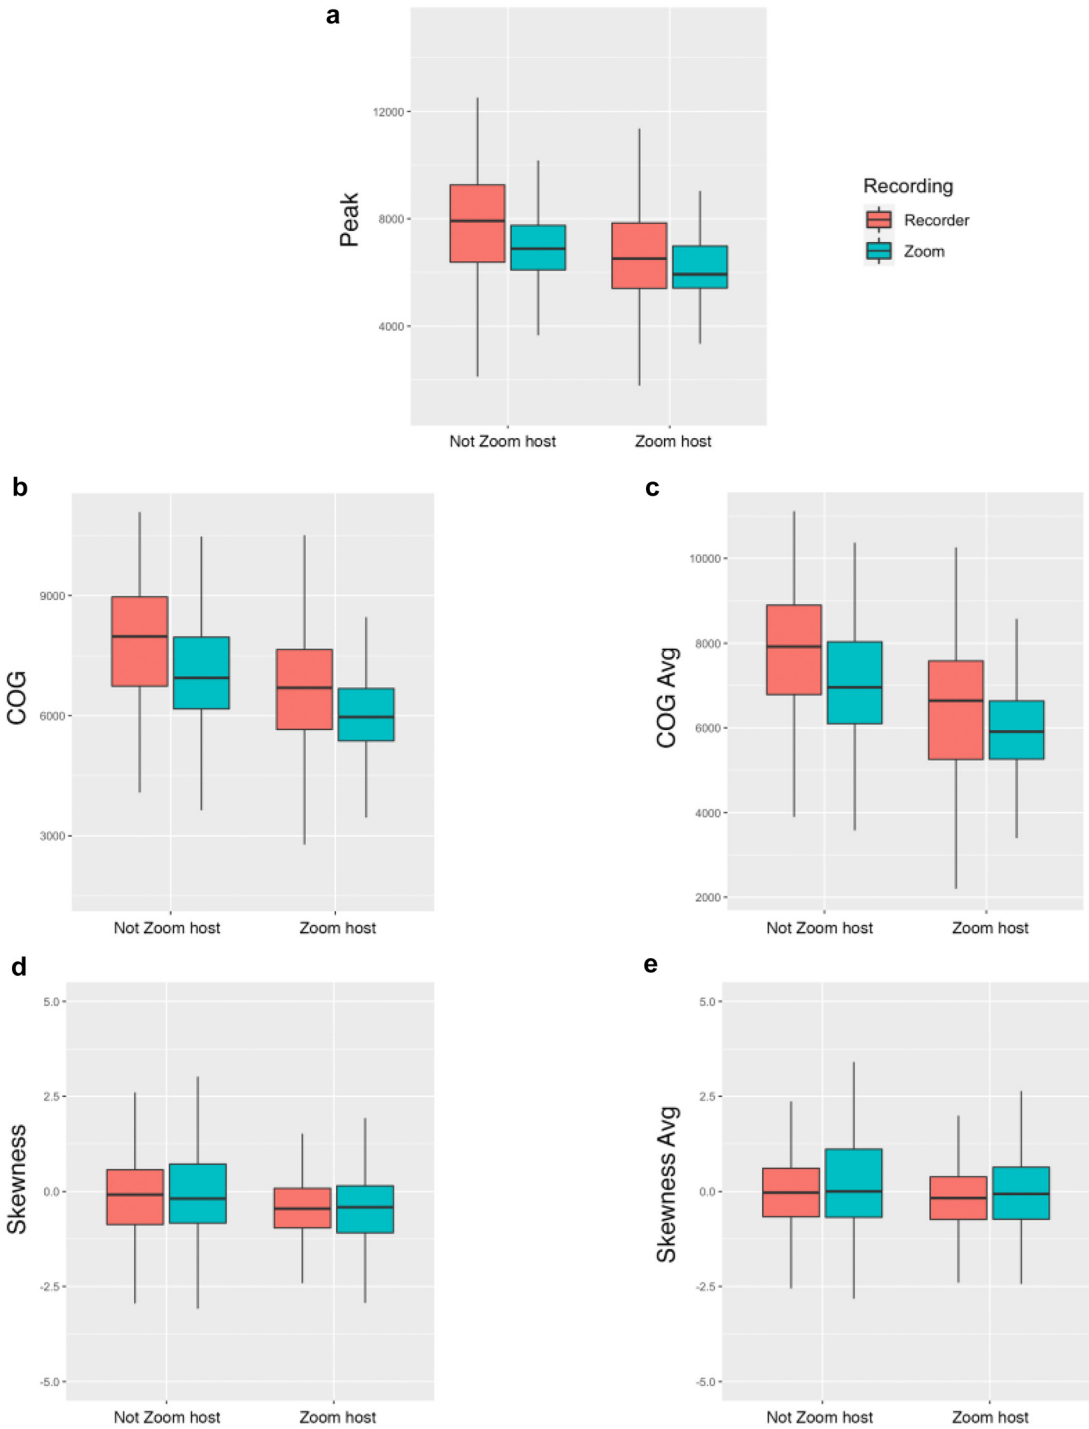 a
12000
8000
4000
Peak
Not Zoom host
Zoom host
Recording
Recorder
Zoom
b
9000
6000
3000
COG
Not Zoom host
Zoom host
c
10000
8000
6000
4000
2000
COG Avg
Not Zoom host
Zoom host
d
5.0
2.5
0.0
-2.5
-5.0
Skewness
Not Zoom host
Zoom host
e
5.0
2.5
0.0
-2.5
-5.0
Skewness Avg
Not Zoom host
Zoom host